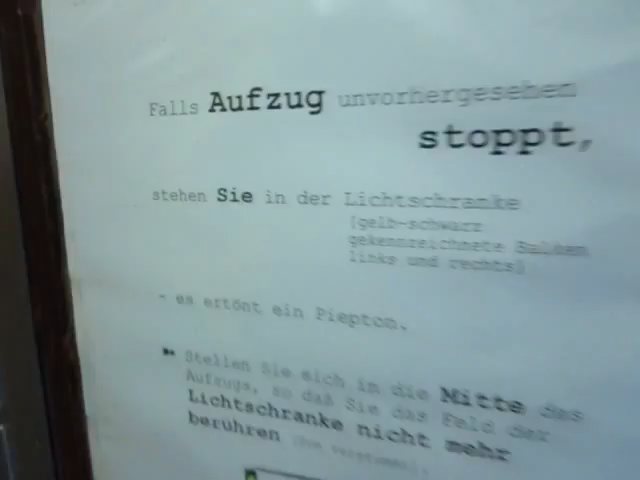 Falls Aufzug unvorhergesehen
stoppt,
stehen Sie in der Lichtschranke
(gelb-schwarz
gekennzeichnete Balken
links und rechts)
- es ertönt ein Piepton.
Stellen Sie sich in die Mitte des
Aufzugs, so daß Sie das Feld der
Lichtschranke nicht mehr
berühren